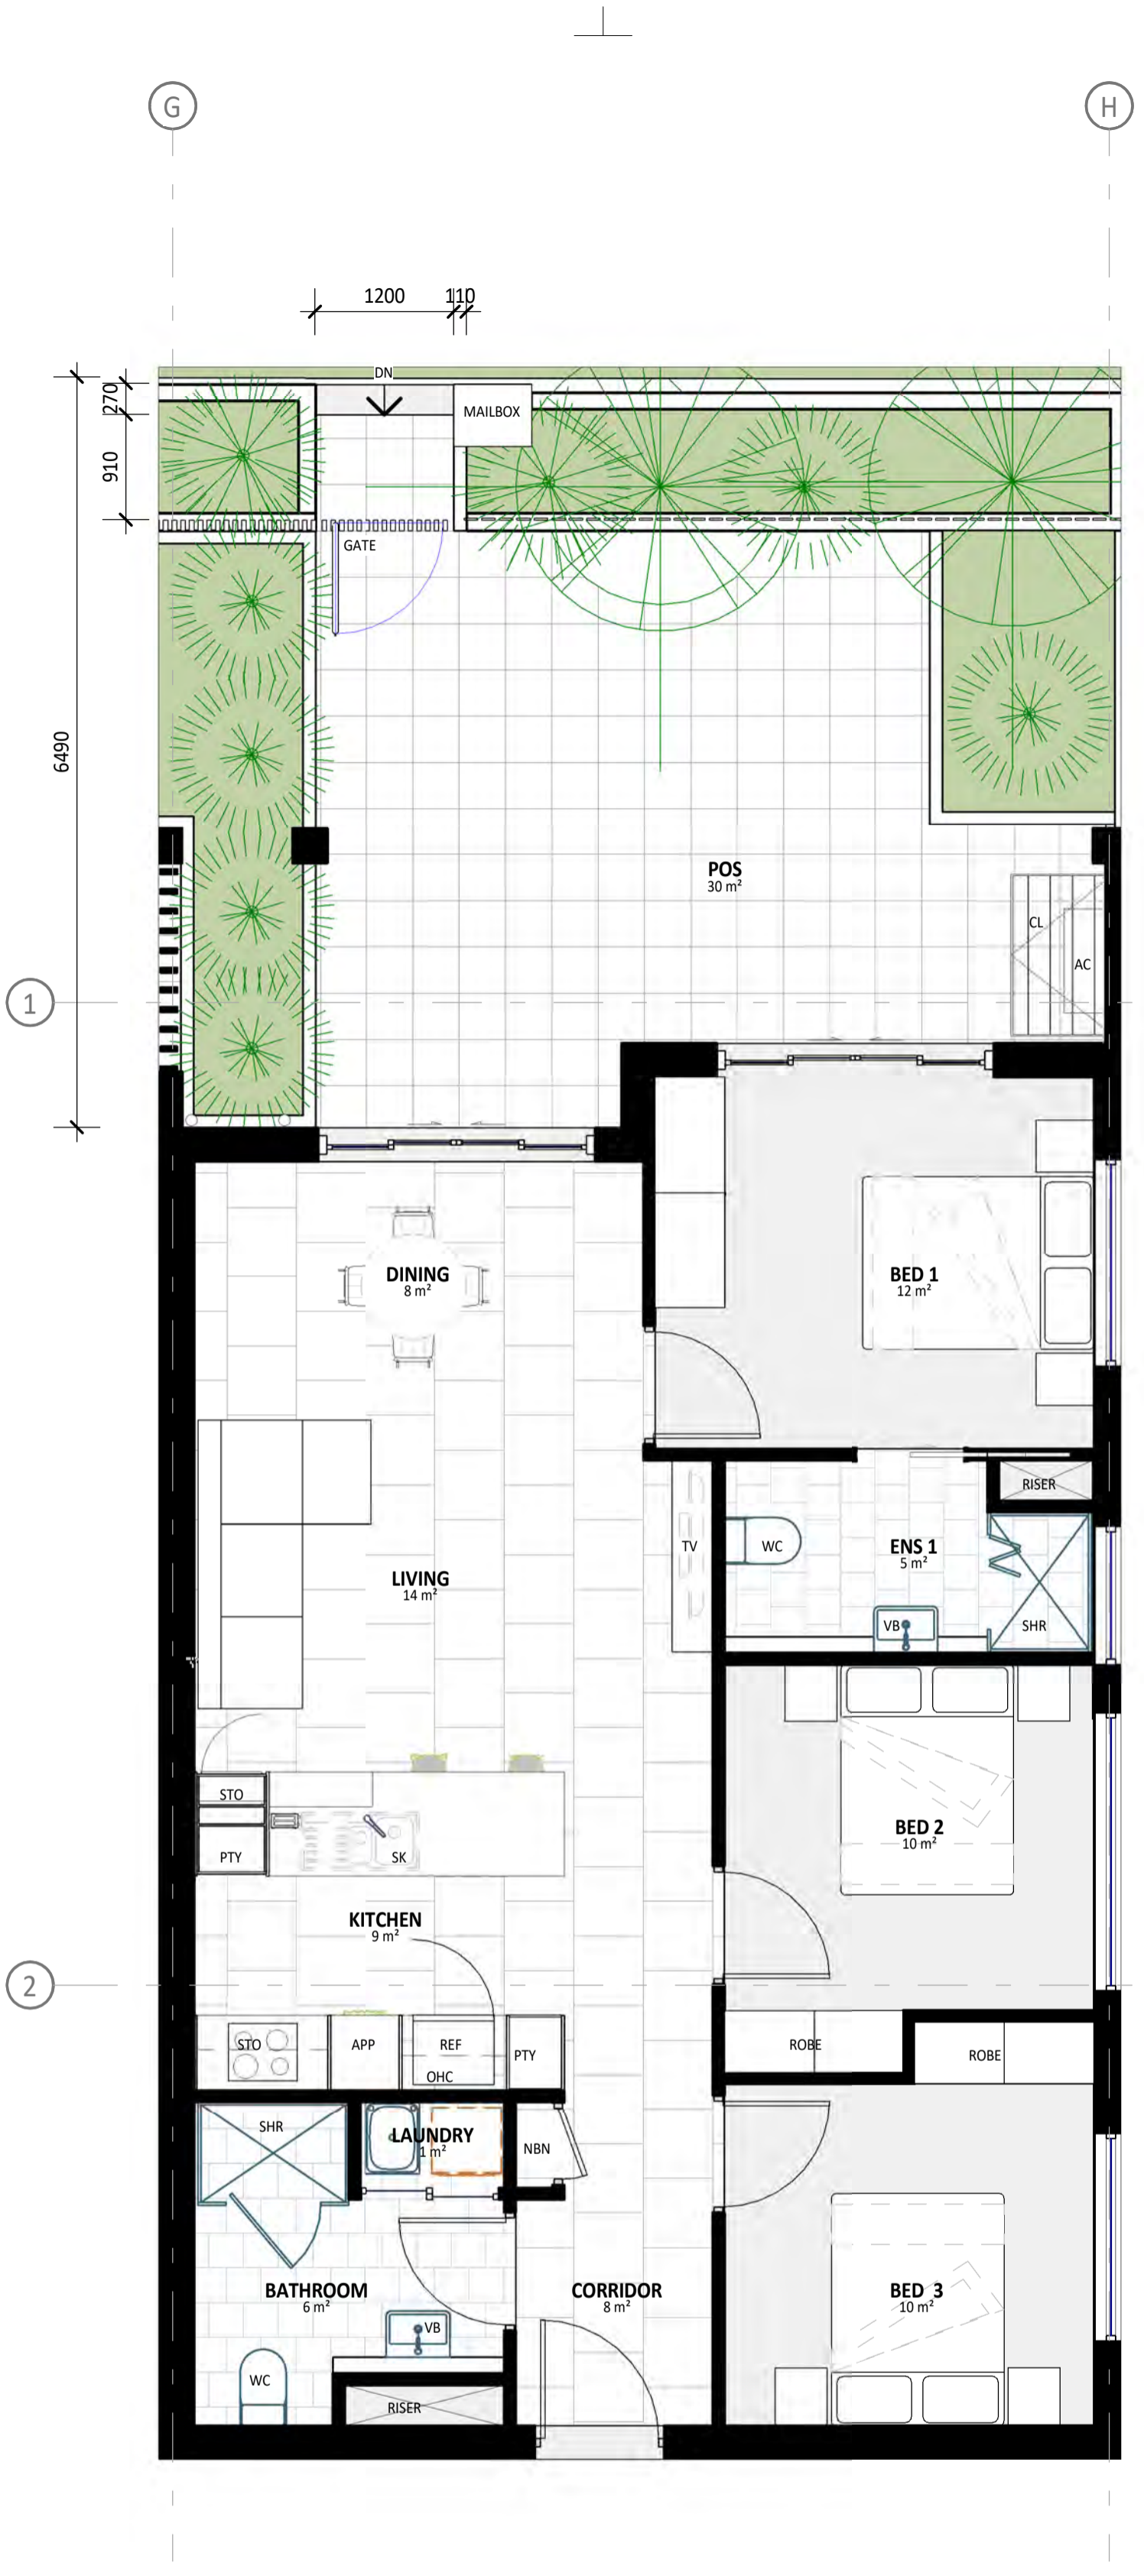 G
H
1200
110
DN
270
MAILBOX
910
GATE
6490
POS
30 m²
CL
AC
1
DINING
8 m²
BED 1
12 m²
RISER
TV
WC
ENS 1
5 m²
LIVING
14 m²
VB
SHR
STO
BED 2
10 m²
PTY
SK
KITCHEN
9 m²
2
STO
APP
REF
PTY
OHC
ROBE
ROBE
SHR
LAUNDRY
1 m²
NBN
BATHROOM
6 m²
CORRIDOR
8 m²
BED 3
10 m²
VB
WC
RISER